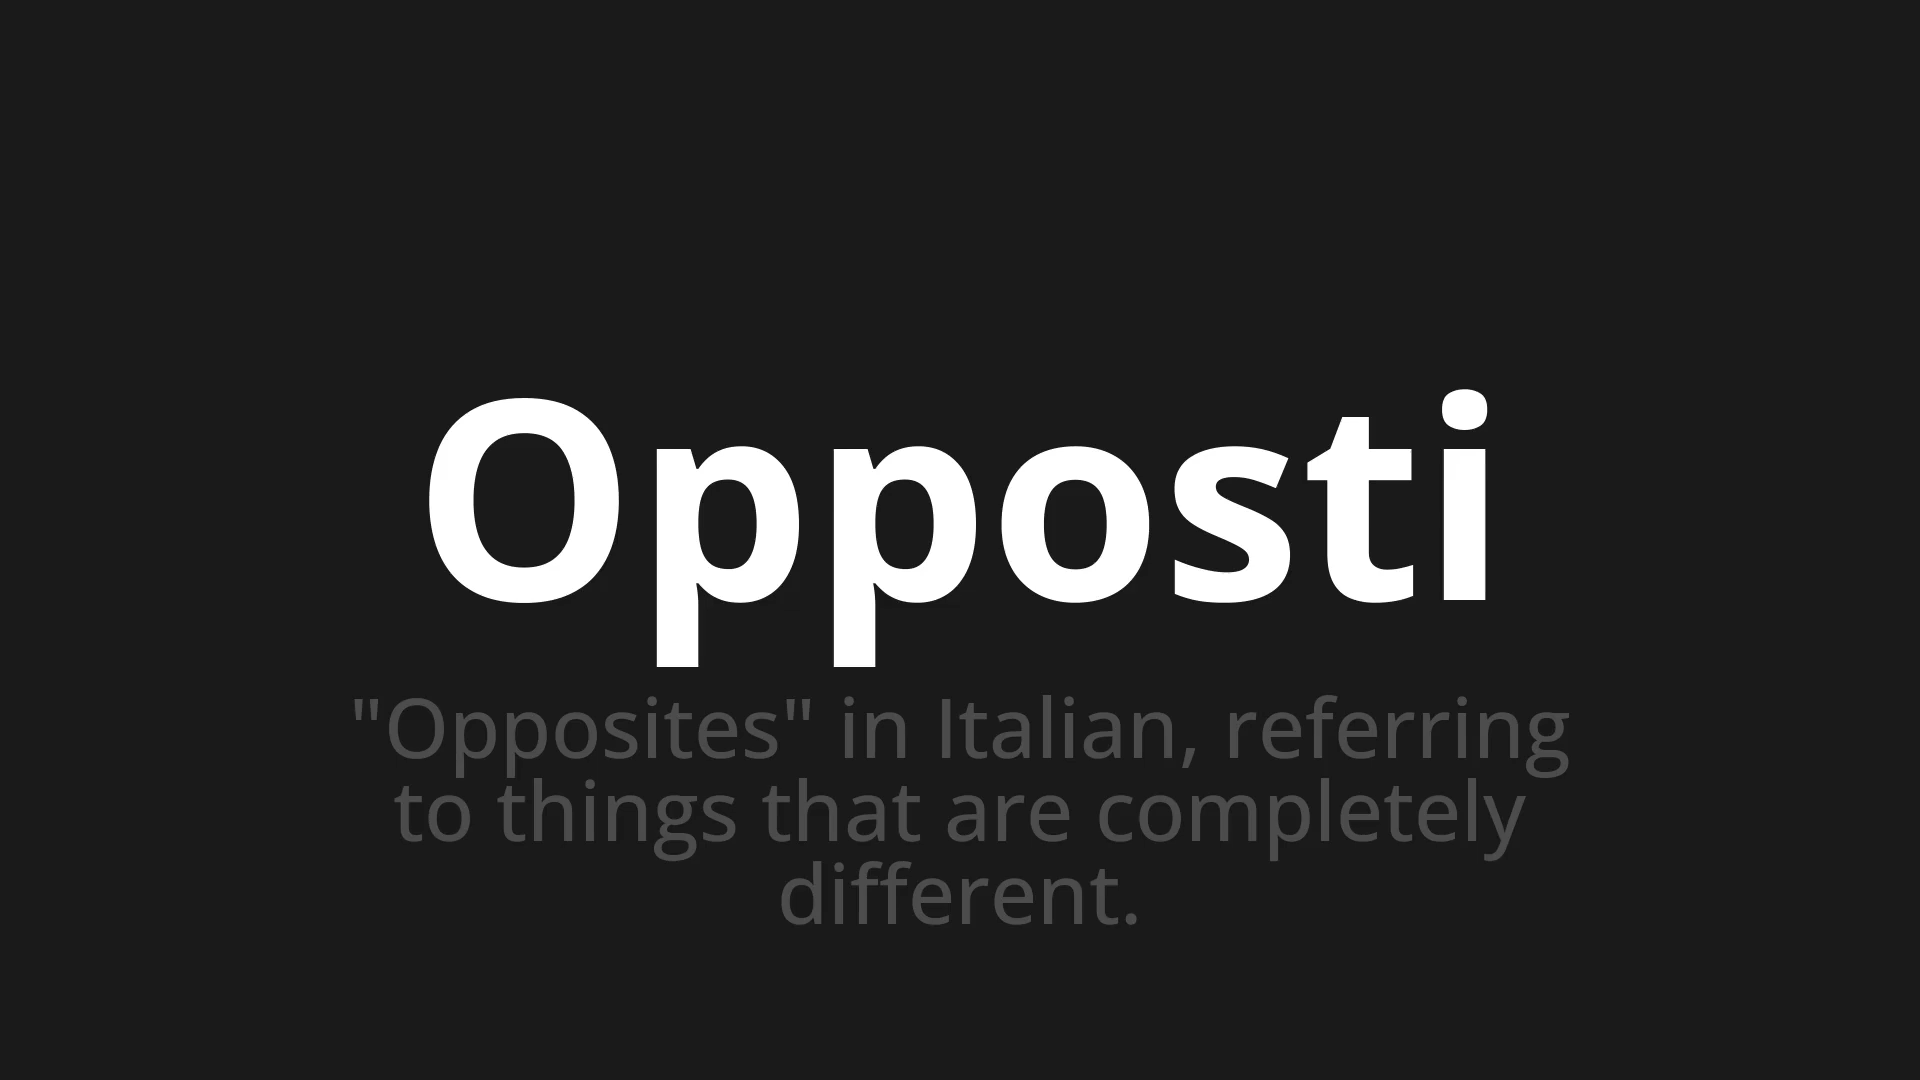 Opposti
"Opposites" in Italian, referring
to things that are completely
different.